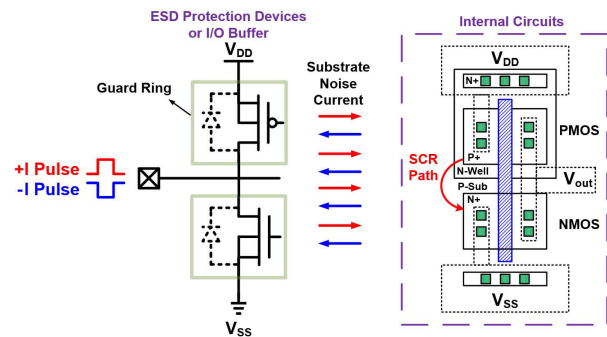 ESD Protection Devices
or I/O Buffer
VDD
Guard Ring
+I Pulse
-I Pulse
VSS
Substrate
Noise
Current
Internal Circuits
VDD
N+
PMOS
P+
SCR
Path
N-Well
P-Sub
Vout
N+
NMOS
VSS